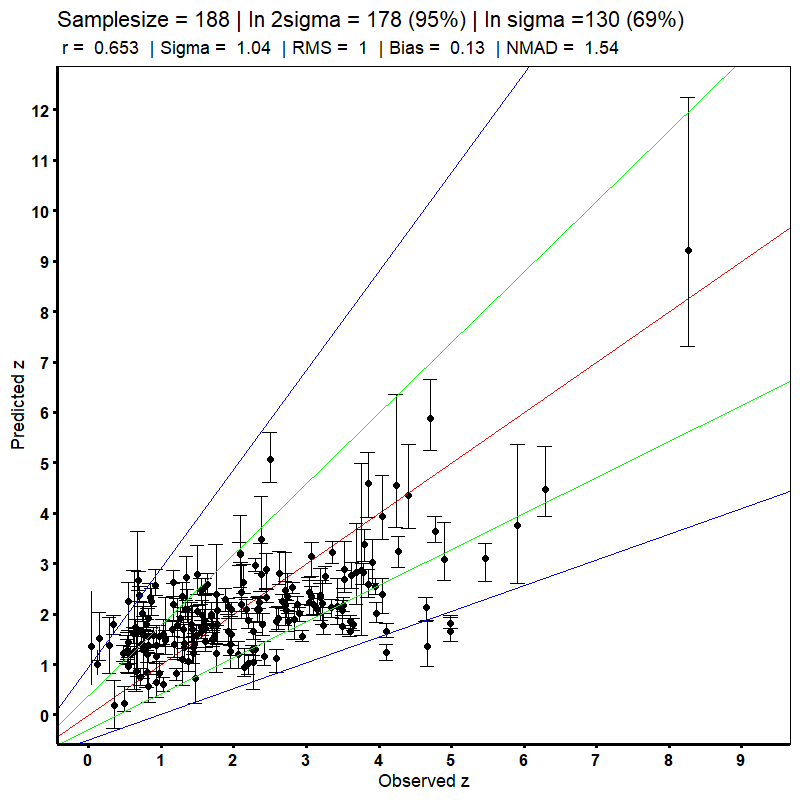 Samplesize = 188 | In 2sigma = 178 (95%) | In sigma =130 (69%)
r = 0.653 | Sigma = 1.04 | RMS = 1 | Bias = 0.13 | NMAD = 1.54
12
11
10
9
8
7
6
5
4
3
2
1
0
Predicted z
0 1 2 3 4 5 6 7 8 9
Observed z